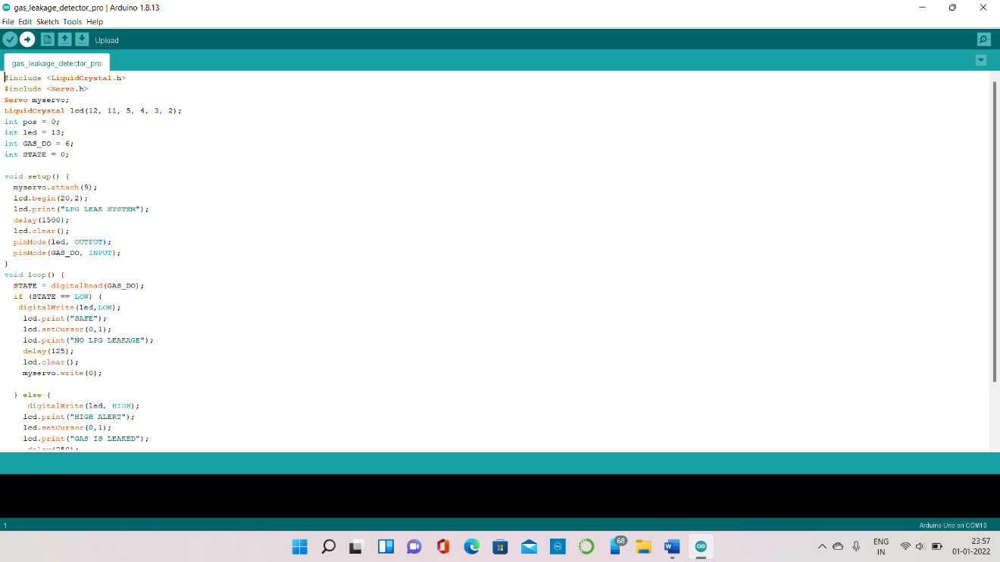 gas_leakage_detector_pro | Arduino 1.8.13
File Edit Sketch Tools Help
Upload
gas_leakage_detector_pro
#include <LiquidCrystal.h>
#include <Servo.h>
Servo myservo;
LiquidCrystal lcd(12, 11, 5, 4, 3, 2);
int pos = 0;
int led = 13;
int GAS_DO = 6;
int STATE = 0;
void setup() {
myservo.attach(9);
lcd.begin(20,2);
lcd.print("LPG LEAK SYSTEM");
delay(1500);
lcd.clear();
pinMode(led, OUTPUT);
pinMode(GAS_DO, INPUT);
}
void loop() {
STATE = digitalRead(GAS_DO);
if (STATE == LOW) {
digitalWrite(led,LOW);
lcd.print("SAFE");
lcd.setCursor(0,1);
lcd.print("NO LPG LEAKAGE");
delay(125);
lcd.clear();
myservo.write(0);
} else {
digitalWrite(led, HIGH);
lcd.print("HIGH ALERT");
lcd.setCursor(0,1);
lcd.print("GAS IS LEAKED");
delay(250);
1
Arduino Uno on COM10
68
W
ENG
IN
23:57
01-01-2022